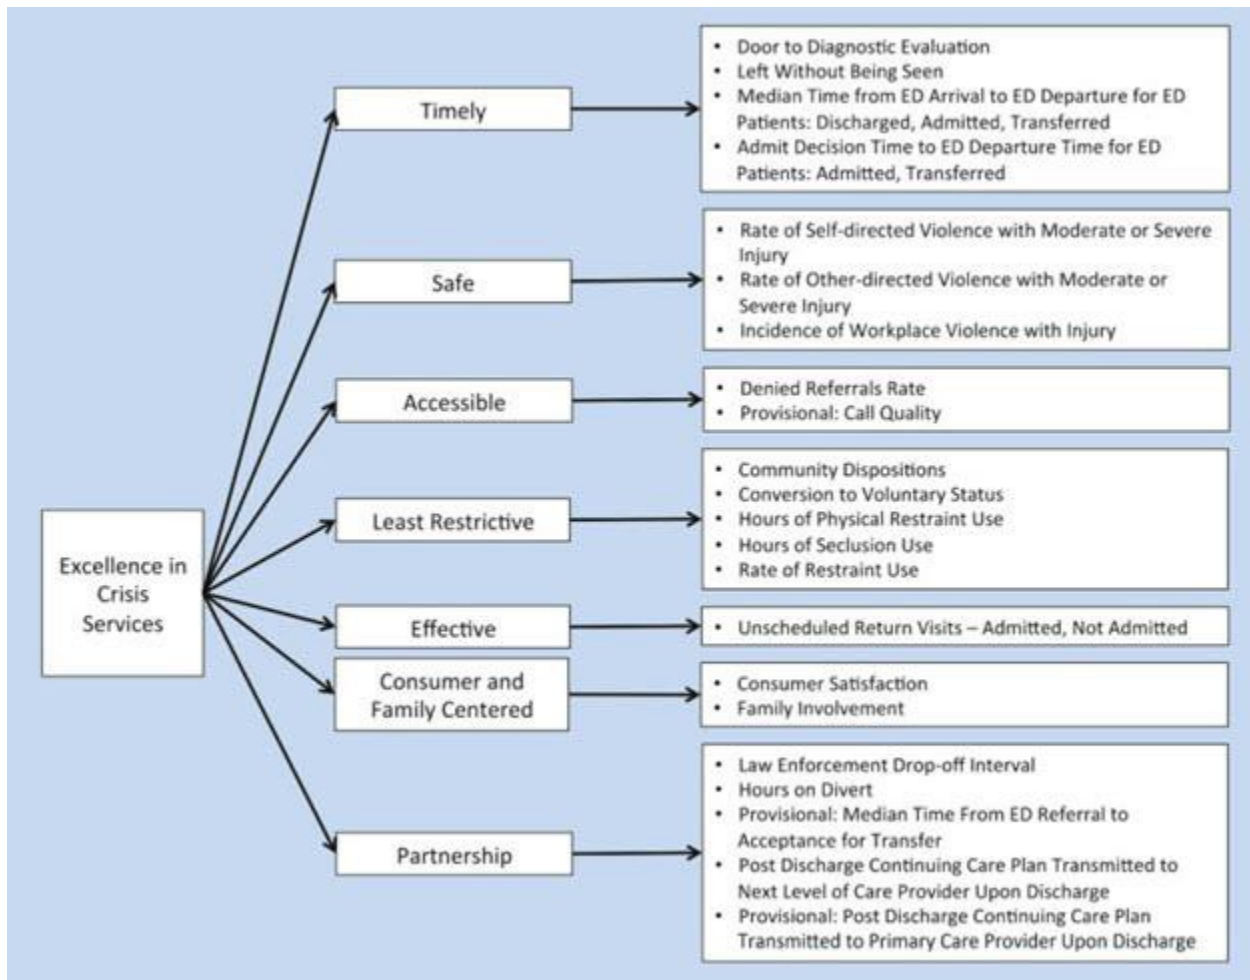 Excellence in
Crisis
Services
Timely
• Door to Diagnostic Evaluation
• Left Without Being Seen
• Median Time from ED Arrival to ED Departure for ED
Patients: Discharged, Admitted, Transferred
• Admit Decision Time to ED Departure Time for ED
Patients: Admitted, Transferred
Safe
• Rate of Self-directed Violence with Moderate or Severe
Injury
• Rate of Other-directed Violence with Moderate or
Severe Injury
• Incidence of Workplace Violence with Injury
Accessible
• Denied Referrals Rate
• Provisional: Call Quality
Least Restrictive
• Community Dispositions
• Conversion to Voluntary Status
• Hours of Physical Restraint Use
• Hours of Seclusion Use
• Rate of Restraint Use
Effective
• Unscheduled Return Visits – Admitted, Not Admitted
Consumer and
Family Centered
• Consumer Satisfaction
• Family Involvement
Partnership
• Law Enforcement Drop-off Interval
• Hours on Divert
• Provisional: Median Time From ED Referral to
Acceptance for Transfer
• Post Discharge Continuing Care Plan Transmitted to
Next Level of Care Provider Upon Discharge
• Provisional: Post Discharge Continuing Care Plan
Transmitted to Primary Care Provider Upon Discharge